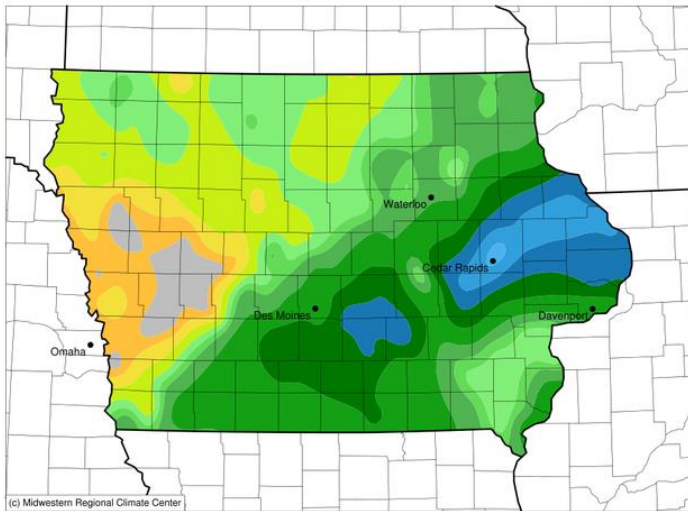 Waterloo
Cedar Rapids
Des Moines
Davenport
Omaha
(c) Midwestern Regional Climate Center